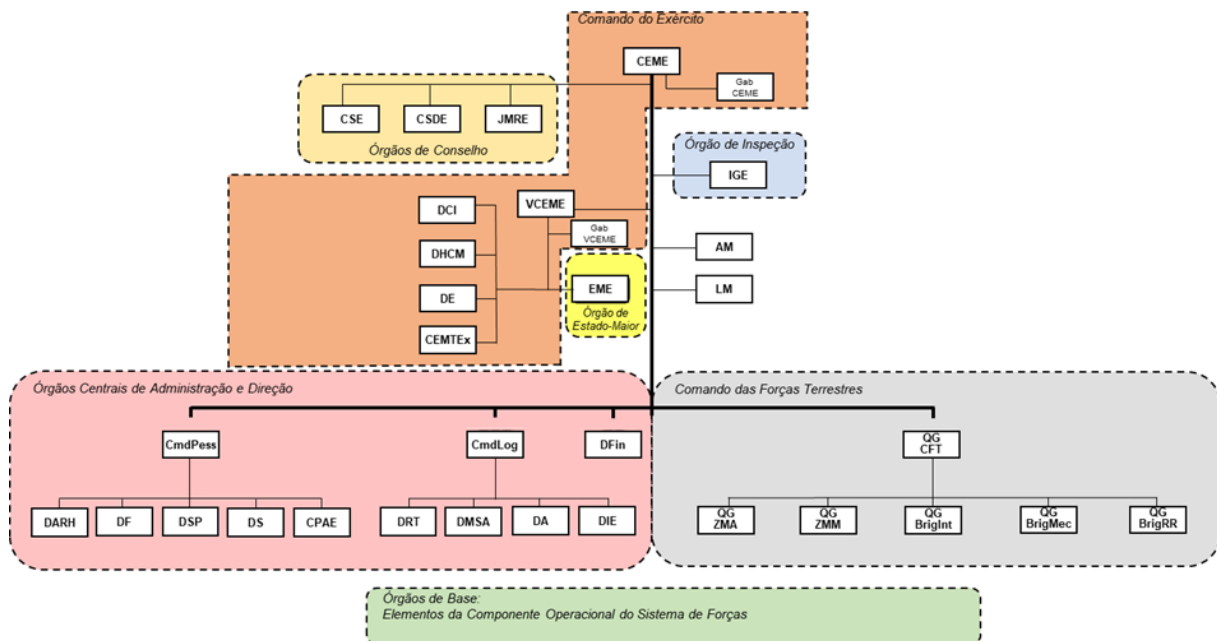 Comando do Exército
CEME
Gab
CEME
CSE
CSDE
JMRE
Órgãos de Conselho
Órgão de Inspeção
IGE
DCI
VCEME
Gab
VCEME
DHCM
AM
DE
EME
LM
Órgão de
Estado-Maior
CEMTEx
Órgãos Centrais de Administração e Direção
Comando das Forças Terrestres
CmdPess
CmdLog
DFin
QG
CFT
DARH
DF
DSP
DS
CPAE
DRT
DMSA
DA
DIE
QG
ZMA
QG
ZMM
QG
BrigInt
QG
BrigMec
QG
BrigRR
Órgãos de Base:
Elementos da Componente Operacional do Sistema de Forças